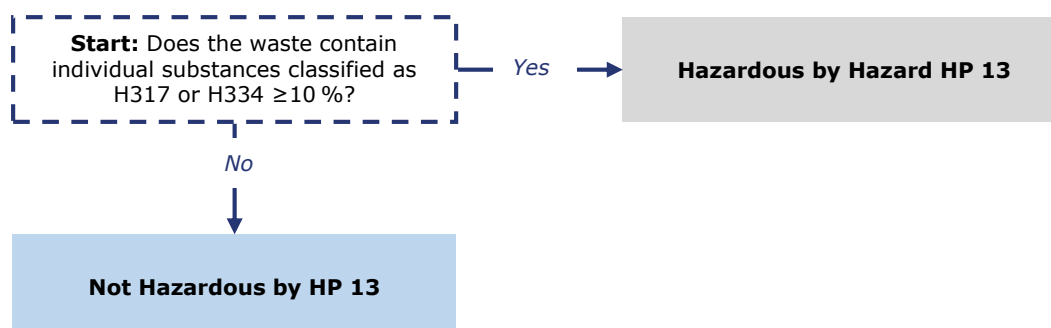 Start: Does the waste contain
individual substances classified as
H317 or H334 ≥10 %?
Yes
Hazardous by Hazard HP 13
No
Not Hazardous by HP 13